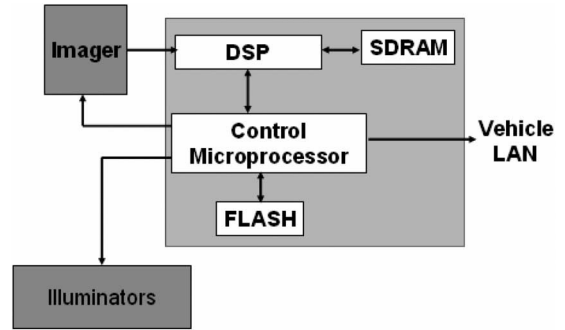 Imager
DSP
SDRAM
Control
Microprocessor
Vehicle
LAN
FLASH
Illuminators